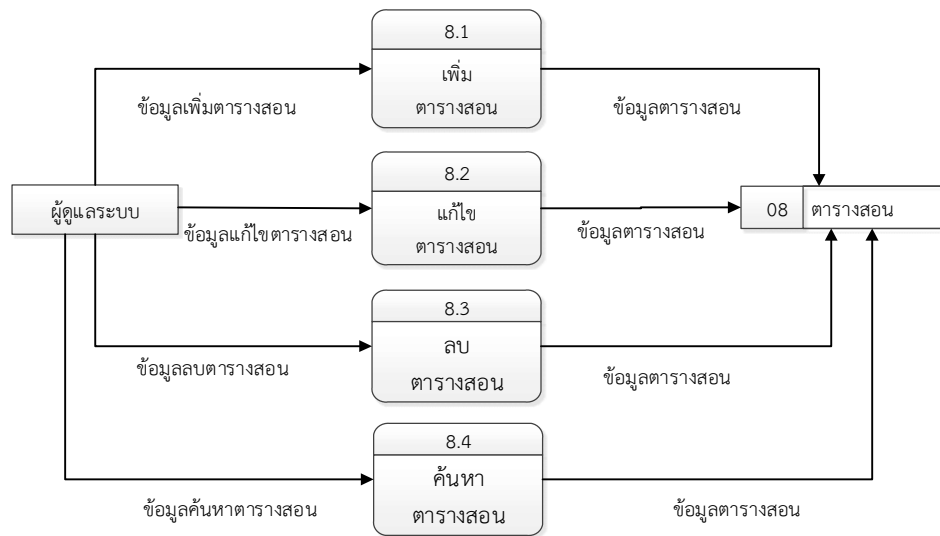 8.1
เพิ่ม
ตารางสอน
ข้อมูลเพิ่มตารางสอน
ข้อมูลตารางสอน
8.2
แก้ไข
ตารางสอน
ผู้ดูแลระบบ
ข้อมูลแก้ไขตารางสอน
ข้อมูลตารางสอน
08 ตารางสอน
8.3
ลบ
ตารางสอน
ข้อมูลลบตารางสอน
ข้อมูลตารางสอน
8.4
ค้นหา
ตารางสอน
ข้อมูลค้นหาตารางสอน
ข้อมูลตารางสอน